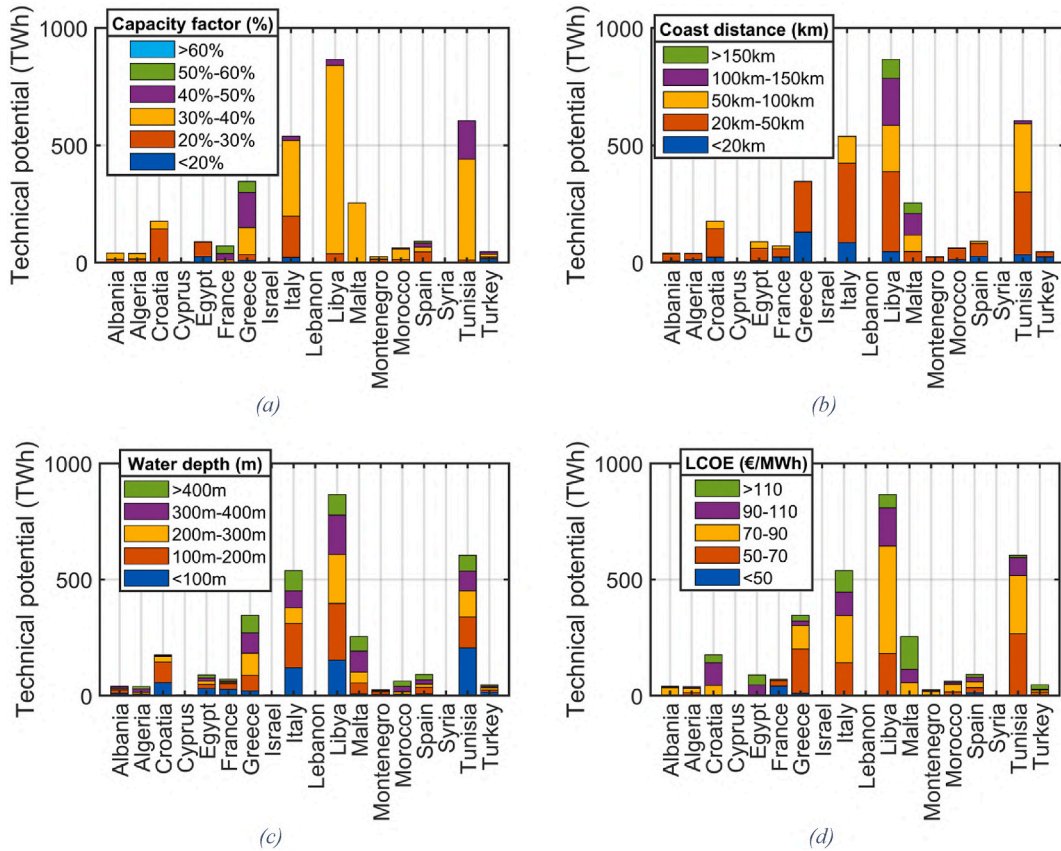 Technical potential (TWh)
1000
500
0
Capacity factor (%)
>60%
50%-60%
40%-50%
30%-40%
20%-30%
<20%
Albania
Algeria
Croatia
Cyprus
Egypt
France
Greece
Israel
Italy
Lebanon
Libya
Malta
Montenegro
Morocco
Spain
Syria
Tunisia
Turkey
(a)
Technical potential (TWh)
1000
500
0
Coast distance (km)
>150km
100km-150km
50km-100km
20km-50km
<20km
Albania
Algeria
Croatia
Cyprus
Egypt
France
Greece
Israel
Italy
Lebanon
Libya
Malta
Montenegro
Morocco
Spain
Syria
Tunisia
Turkey
(b)
Technical potential (TWh)
1000
500
0
Water depth (m)
>400m
300m-400m
200m-300m
100m-200m
<100m
Albania
Algeria
Croatia
Cyprus
Egypt
France
Greece
Israel
Italy
Lebanon
Libya
Malta
Montenegro
Morocco
Spain
Syria
Tunisia
Turkey
(c)
Technical potential (TWh)
1000
500
0
LCOE (€/MWh)
>110
90-110
70-90
50-70
<50
Albania
Algeria
Croatia
Cyprus
Egypt
France
Greece
Israel
Italy
Lebanon
Libya
Malta
Montenegro
Morocco
Spain
Syria
Tunisia
Turkey
(d)